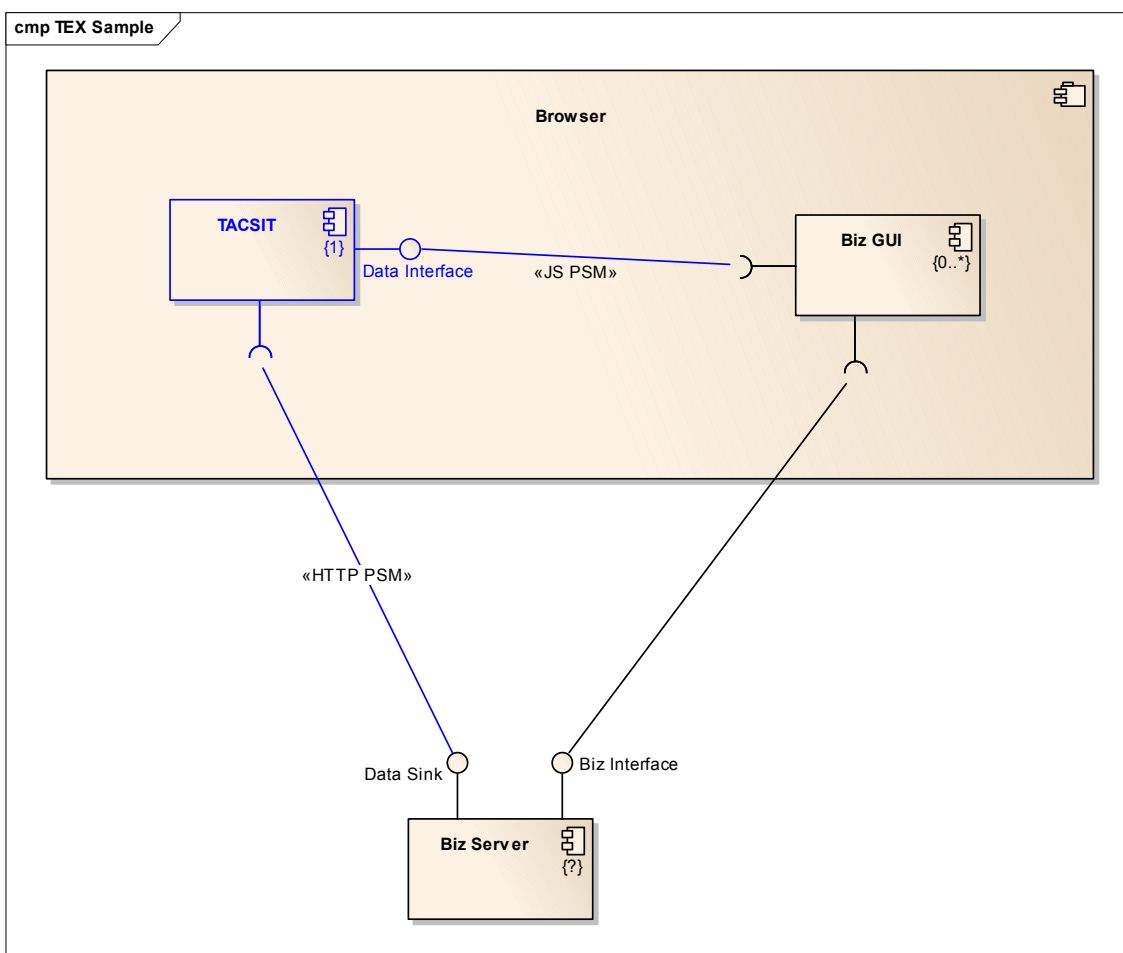 cmp TEX Sample
Browser
TACSIT
{1}
Data Interface
«JS PSM»
Biz GUI
{0..*}
«HTTP PSM»
Data Sink
Biz Interface
Biz Server
{?}